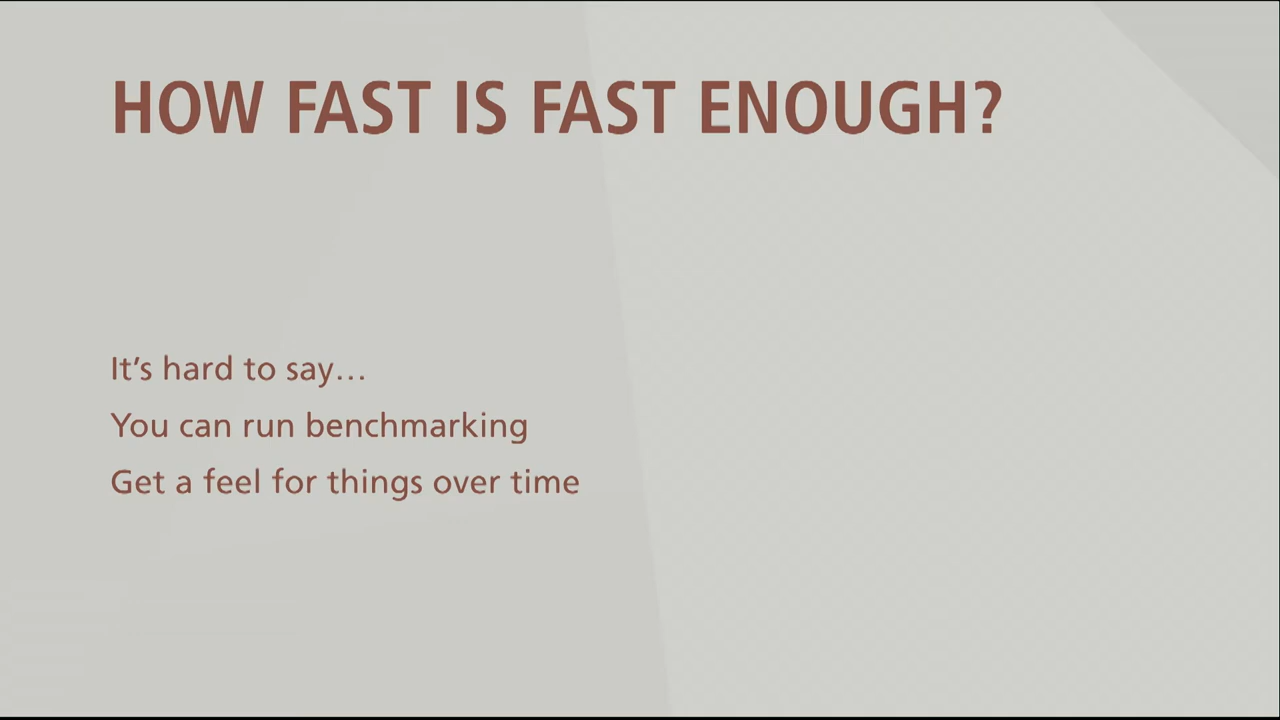 HOW FAST IS FAST ENOUGH?
It’s hard to say…
You can run benchmarking
Get a feel for things over time